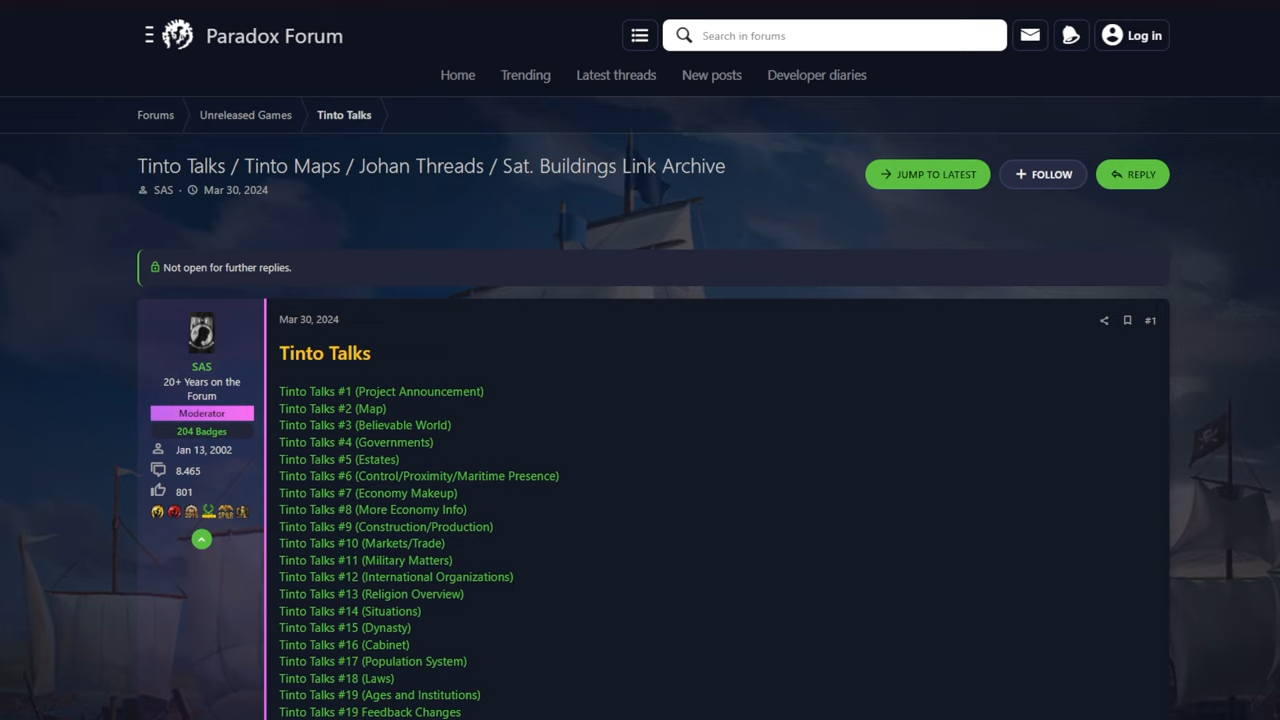 Paradox Forum
Search in forums
Log in
Home Trending Latest threads New posts Developer diaries
Forums Unreleased Games Tinto Talks
Tinto Talks / Tinto Maps / Johan Threads / Sat. Buildings Link Archive
SAS · Mar 30, 2024
JUMP TO LATEST
FOLLOW
REPLY
Not open for further replies.
SAS
20+ Years on the
Forum
Moderator
204 Badges
Jan 13, 2002
8.465
801
Mar 30, 2024
#1
Tinto Talks
Tinto Talks #1 (Project Announcement)
Tinto Talks #2 (Map)
Tinto Talks #3 (Believable World)
Tinto Talks #4 (Governments)
Tinto Talks #5 (Estates)
Tinto Talks #6 (Control/Proximity/Maritime Presence)
Tinto Talks #7 (Economy Makeup)
Tinto Talks #8 (More Economy Info)
Tinto Talks #9 (Construction/Production)
Tinto Talks #10 (Markets/Trade)
Tinto Talks #11 (Military Matters)
Tinto Talks #12 (International Organizations)
Tinto Talks #13 (Religion Overview)
Tinto Talks #14 (Situations)
Tinto Talks #15 (Dynasty)
Tinto Talks #16 (Cabinet)
Tinto Talks #17 (Population System)
Tinto Talks #18 (Laws)
Tinto Talks #19 (Ages and Institutions)
Tinto Talks #19 Feedback Changes